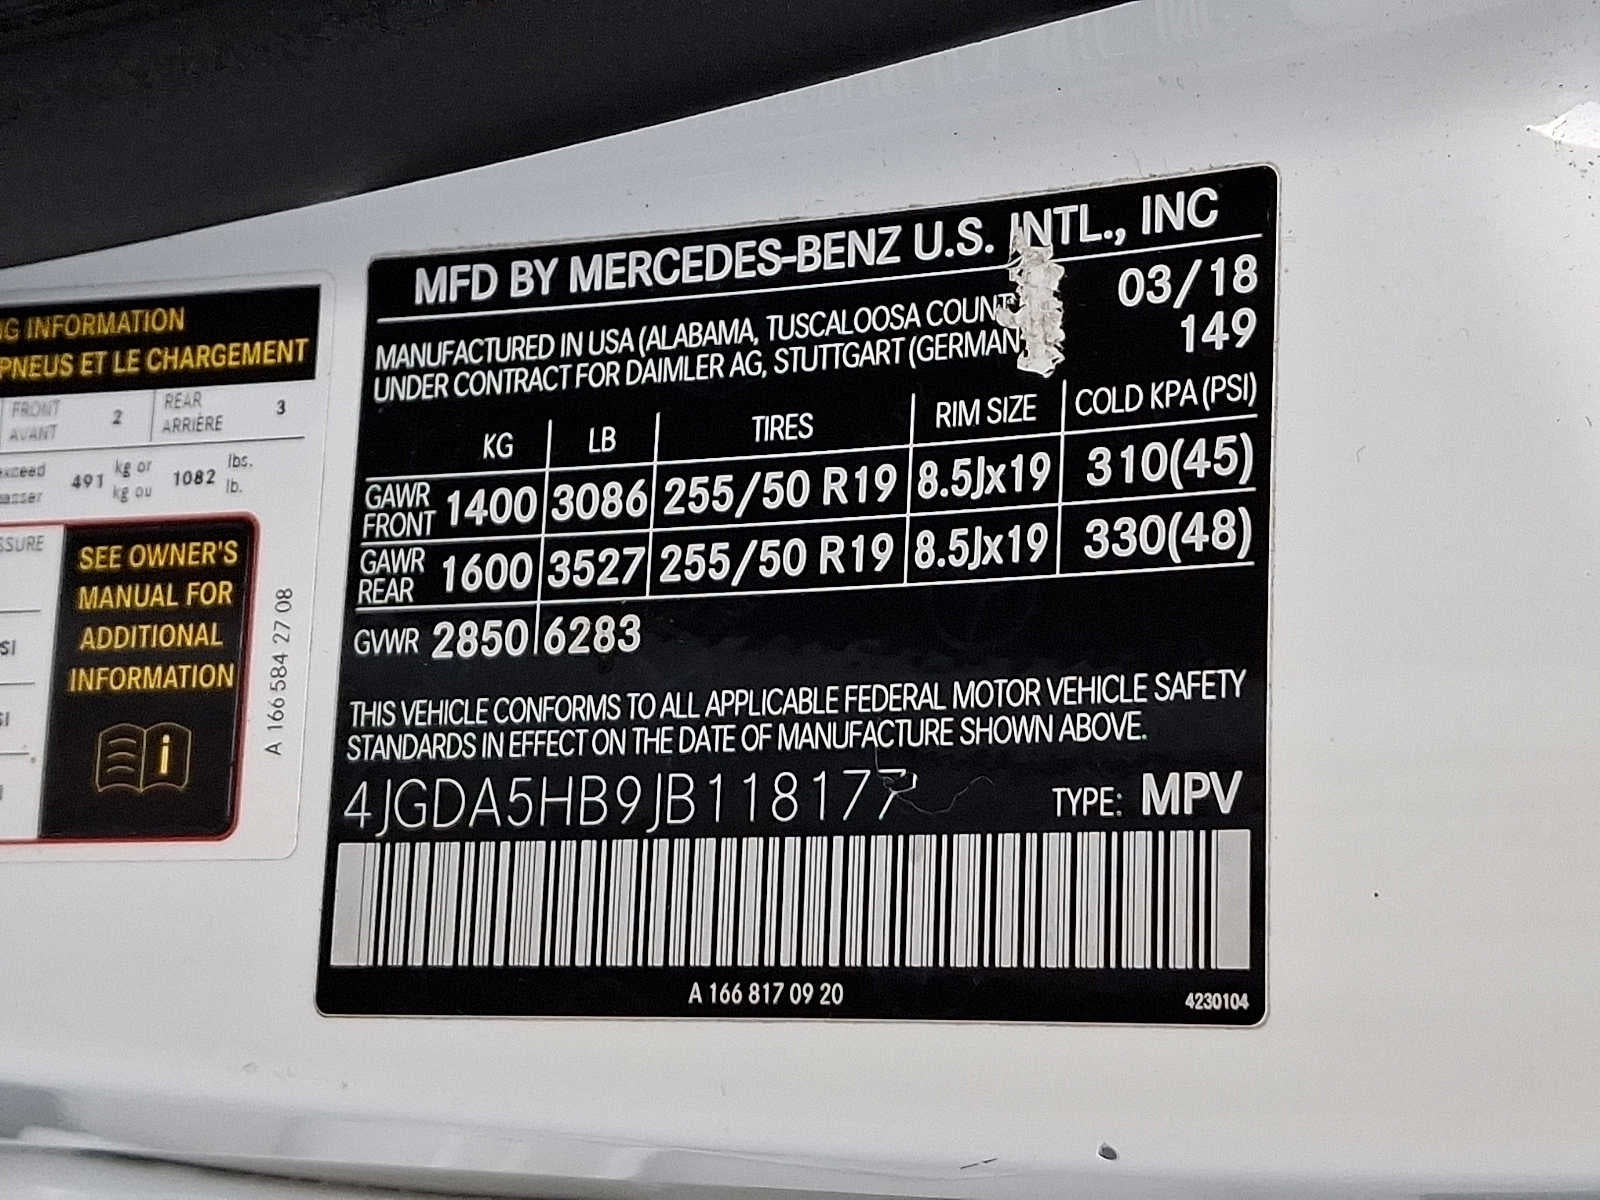 NG INFORMATION
PNEUS ET LE CHARGEMENT
FRONT
AVANT
2
REAR
ARRIÈRE
3
exceed
491
kg or
kg ou
1082
lbs.
lb.
SEE OWNER'S
MANUAL FOR
ADDITIONAL
INFORMATION
A 166 584 27 08
MFD BY MERCEDES-BENZ U.S. INTL., INC
MANUFACTURED IN USA (ALABAMA, TUSCALOOSA COUNT
03/18
UNDER CONTRACT FOR DAIMLER AG, STUTTGART (GERMAN
149
KG LB TIRES RIM SIZE COLD KPA (PSI)
GAWR FRONT 1400 3086 255/50 R19 8.5Jx19 310(45)
GAWR REAR 1600 3527 255/50 R19 8.5Jx19 330(48)
GVWR 2850 6283
THIS VEHICLE CONFORMS TO ALL APPLICABLE FEDERAL MOTOR VEHICLE SAFETY
STANDARDS IN EFFECT ON THE DATE OF MANUFACTURE SHOWN ABOVE.
4JGDA5HB9JB118177 TYPE: MPV
A 166 817 09 20
4230104